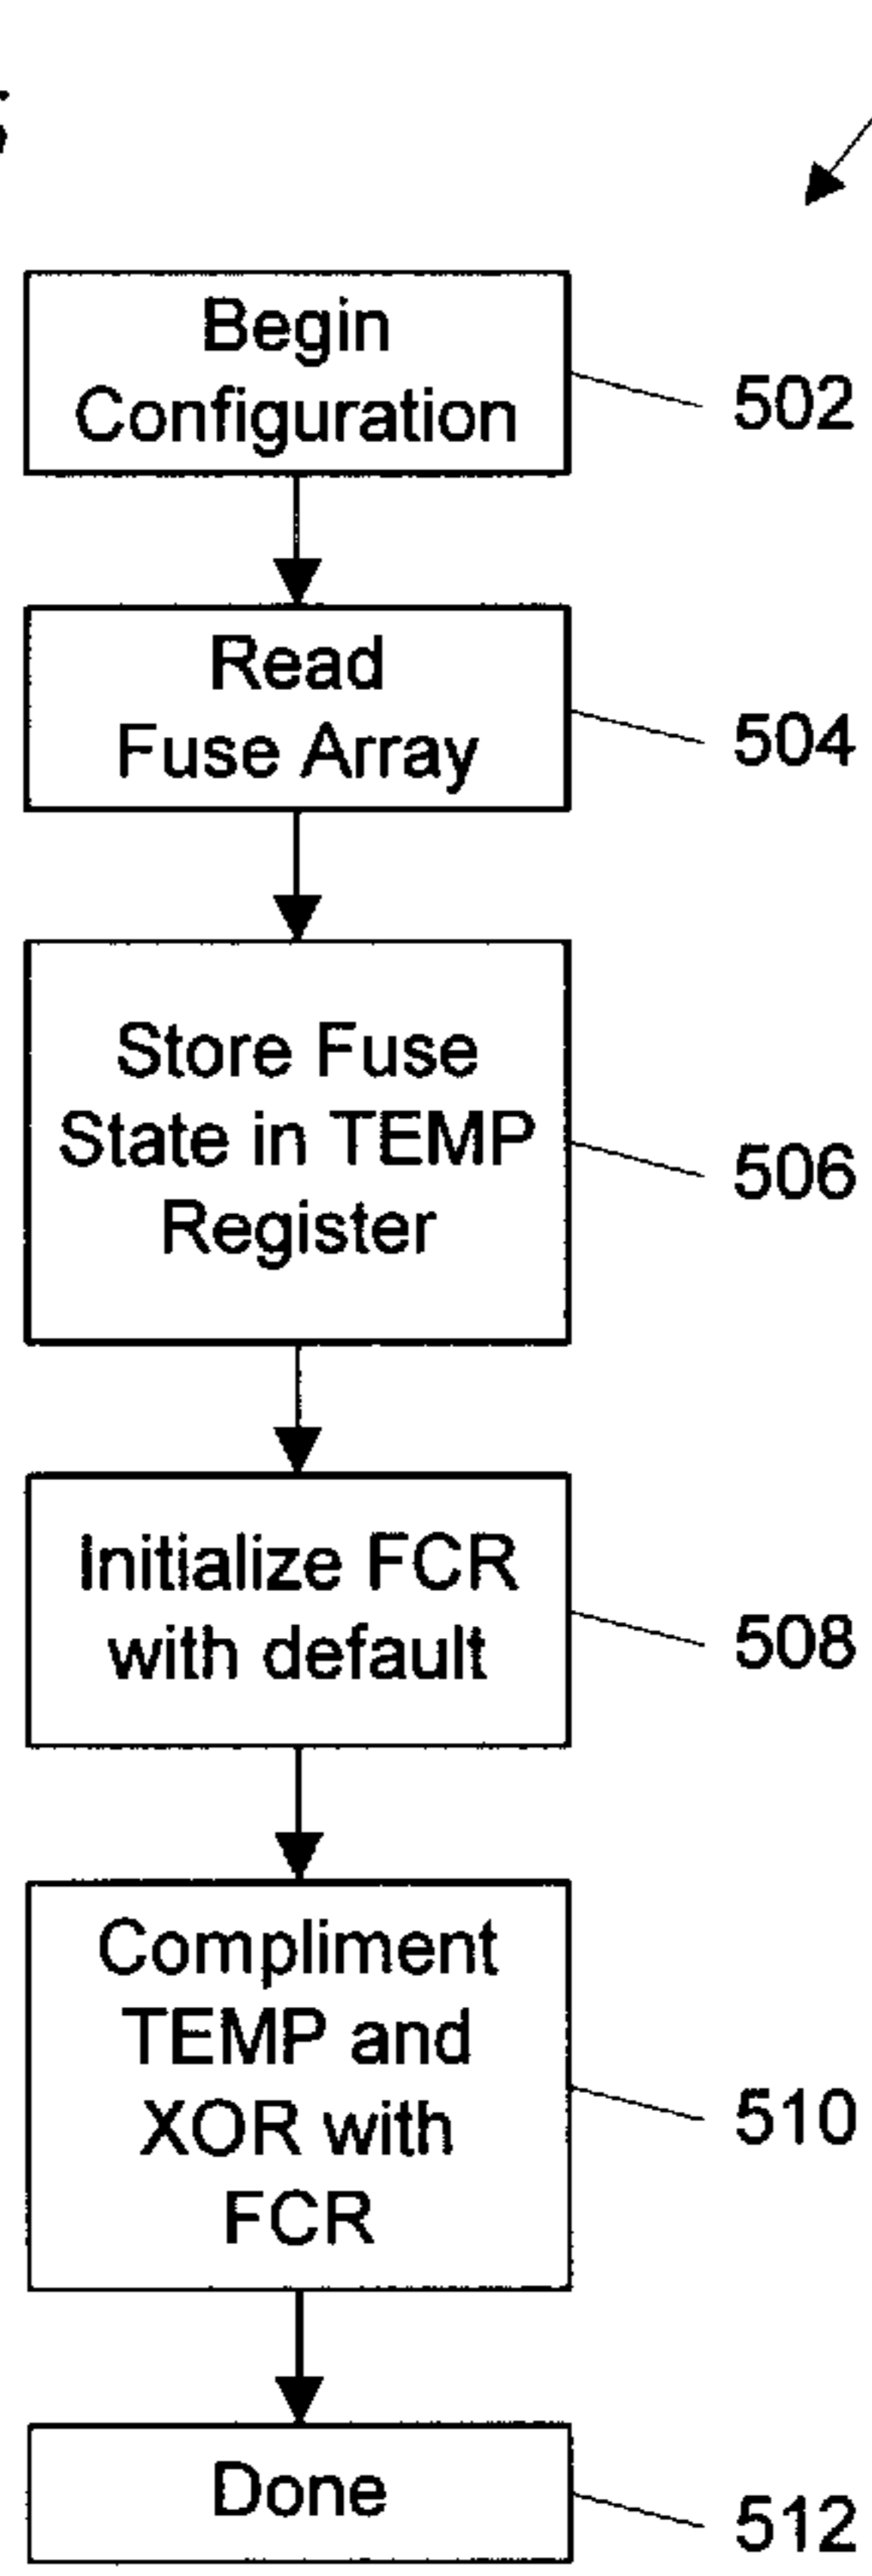 Begin
Configuration
502
Read
Fuse Array
504
Store Fuse
State in TEMP
Register
506
Initialize FCR
with default
508
Compliment
TEMP and
XOR with
FCR
510
Done
512